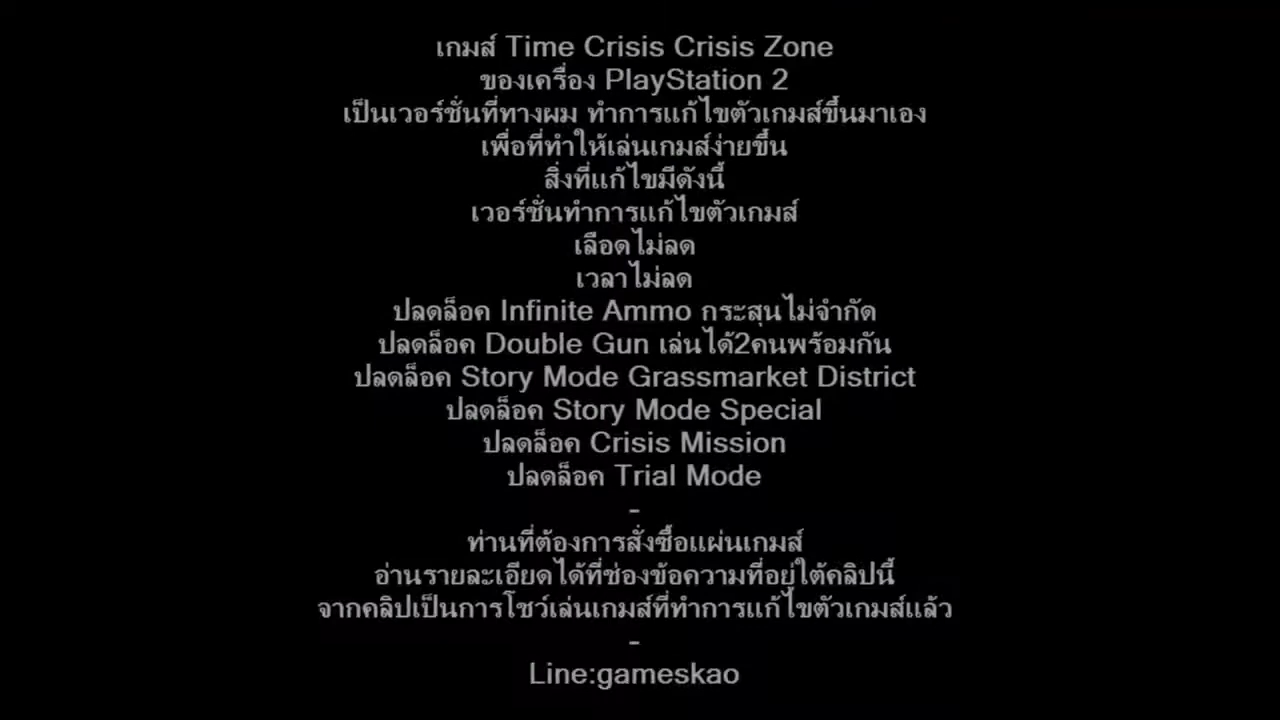 เกมส์ Time Crisis Crisis Zone
ของเครื่อง PlayStation 2
เป็นเวอร์ชั่นที่ทางผม ทำการแก้ไขตัวเกมส์ขึ้นมาเอง
เพื่อที่ทำให้เล่นเกมส์ง่ายขึ้น
สิ่งที่แก้ไขมีดังนี้
เวอร์ชั่นทำการแก้ไขตัวเกมส์
เลือดไม่ลด
เวลาไม่ลด
ปลดล็อค Infinite Ammo กระสุนไม่จำกัด
ปลดล็อค Double Gun เล่นได้2คนพร้อมกัน
ปลดล็อค Story Mode Grassmarket District
ปลดล็อค Story Mode Special
ปลดล็อค Crisis Mission
ปลดล็อค Trial Mode
-
ท่านที่ต้องการสั่งซื้อแผ่นเกมส์
อ่านรายละเอียดได้ที่ช่องข้อความที่อยู่ใต้คลิปนี้
จากคลิปเป็นการโชว์เล่นเกมส์ที่ทำการแก้ไขตัวเกมส์แล้ว
-
Line:gameskao